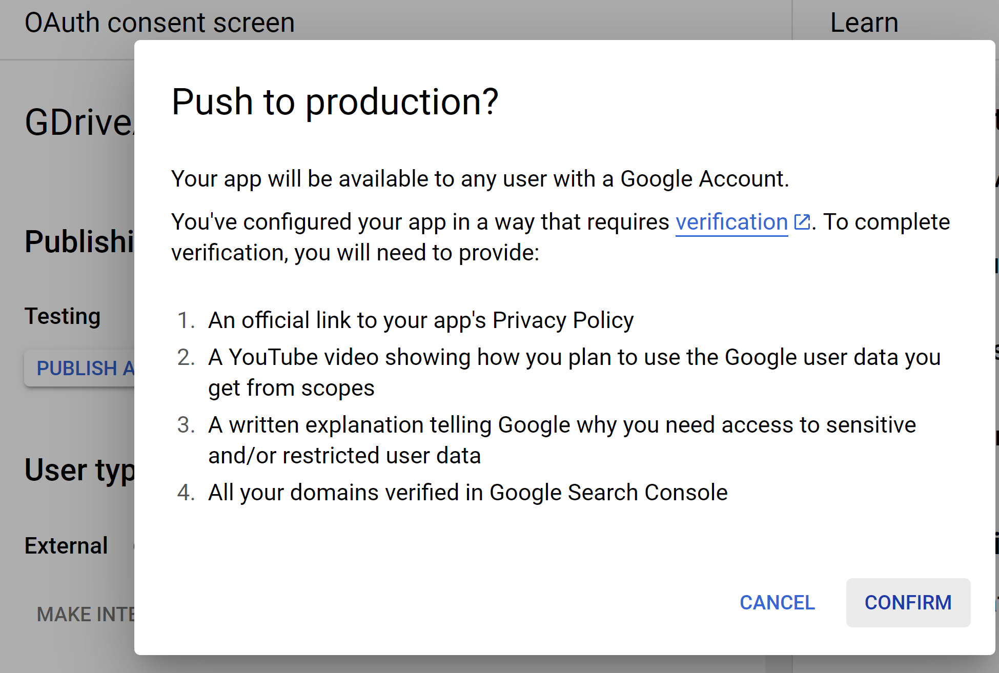 OAuth consent screen
Learn
Push to production?
GDrive
Your app will be available to any user with a Google Account.
You've configured your app in a way that requires verification. To complete
verification, you will need to provide:
Publishi
Testing
1. An official link to your app's Privacy Policy
2. A YouTube video showing how you plan to use the Google user data you
get from scopes
PUBLISH A
3. A written explanation telling Google why you need access to sensitive
and/or restricted user data
User typ
4. All your domains verified in Google Search Console
External
MAKE INTE
CANCEL
CONFIRM